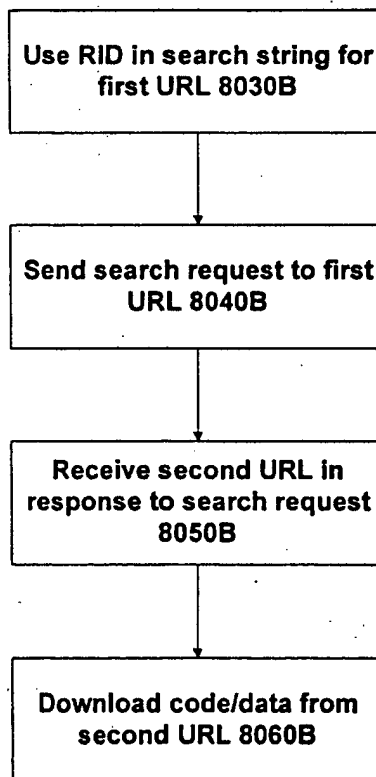 Use RID in search string for
first URL 8030B
Send search request to first
URL 8040B
Receive second URL in
response to search request
8050B
Download code/data from
second URL 8060B